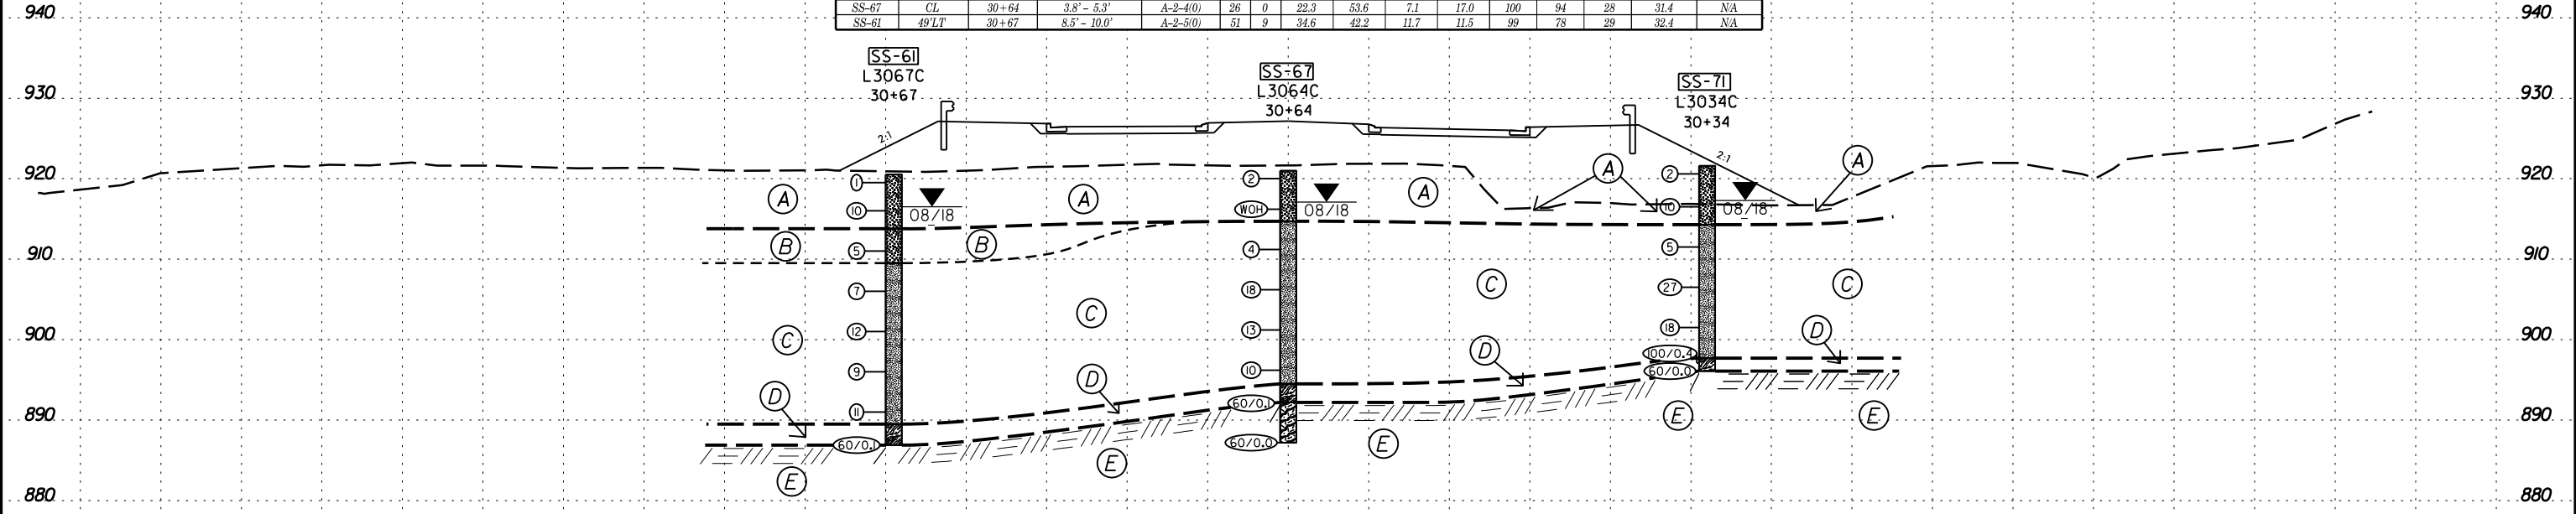 SS-67 CL 30+64 3.8' - 5.3' A-2-4(0) 26 0 22.3 53.6 7.1 17.0 100 94 28 31.4 N/A
SS-61 49'LT 30+67 8.5' - 10.0' A-2-5(0) 51 9 34.6 42.2 11.7 11.5 99 78 29 32.4 N/A
940 940
SS-61
L3067C
30+67
SS-67
L3064C
30+64
SS-71
L3034C
30+34
930 930
2:1 2:1
920 920
1 2 2
A A A A A
10 WOH 10
08/18 08/18 08/18
B B
5 4 5
910 910
7 18 27
C C C C
12 13 18
900 900
D D D D
9 10 100/0.4
60/0.0
11 60/0.1
890 890
60/0.1 60/0.0
E E E E E
880 880